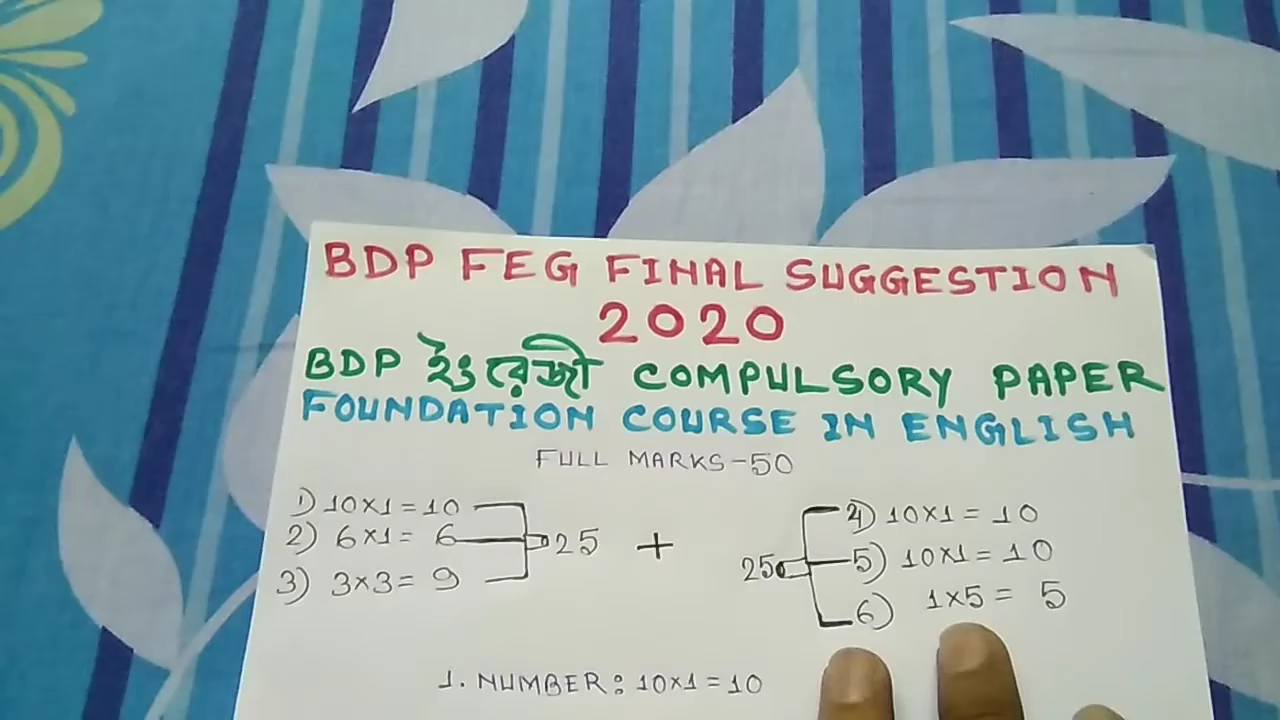 BDP FEG FINAL SUGGESTION
2020
BDP ইংরেজী COMPULSORY PAPER
FOUNDATION COURSE IN ENGLISH
FULL MARKS-50
1) 10×1=10
2) 6×1= 6
3) 3×3= 9
25 + 25
4) 10×1= 10
5) 10×1= 10
6) 1×5= 5
1. NUMBER: 10×1=10